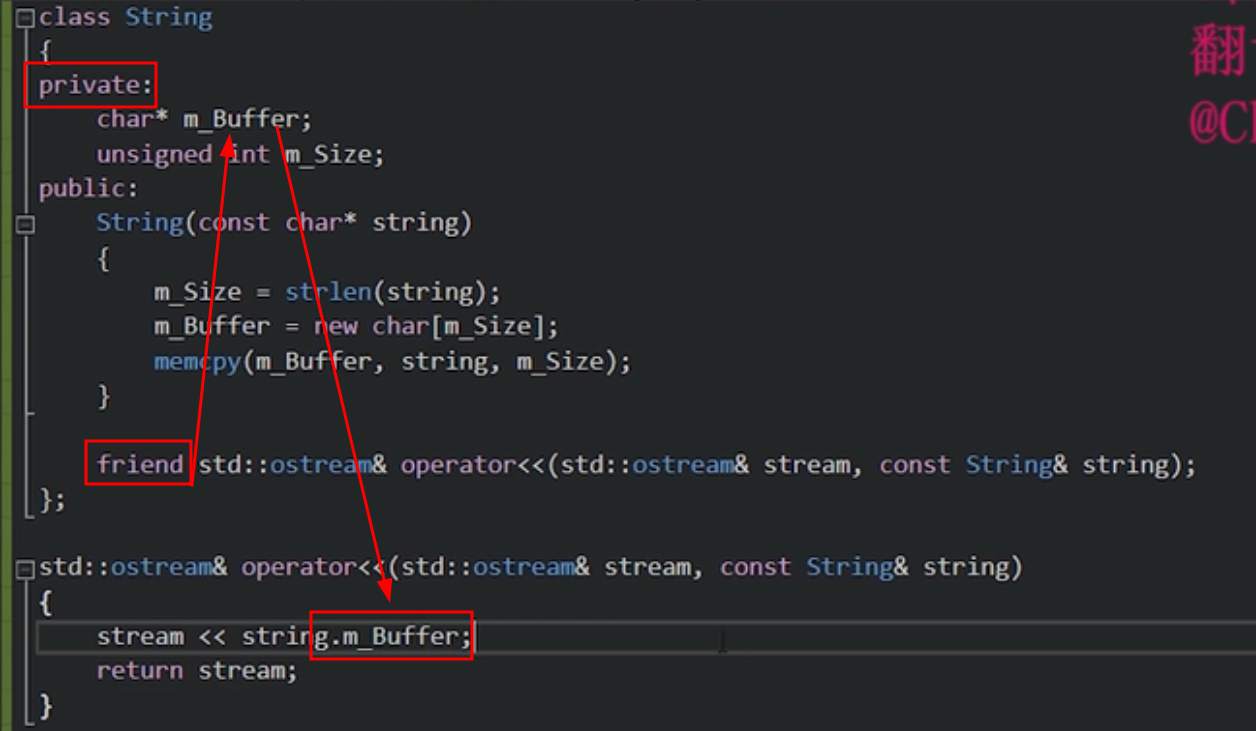 class String
{
private:
char* m_Buffer;
unsigned int m_Size;
public:
String(const char* string)
{
m_Size = strlen(string);
m_Buffer = new char[m_Size];
memcpy(m_Buffer, string, m_Size);
}
friend std::ostream& operator<<(std::ostream& stream, const String& string);
};
std::ostream& operator<<(std::ostream& stream, const String& string)
{
stream << string.m_Buffer;
return stream;
}
翻